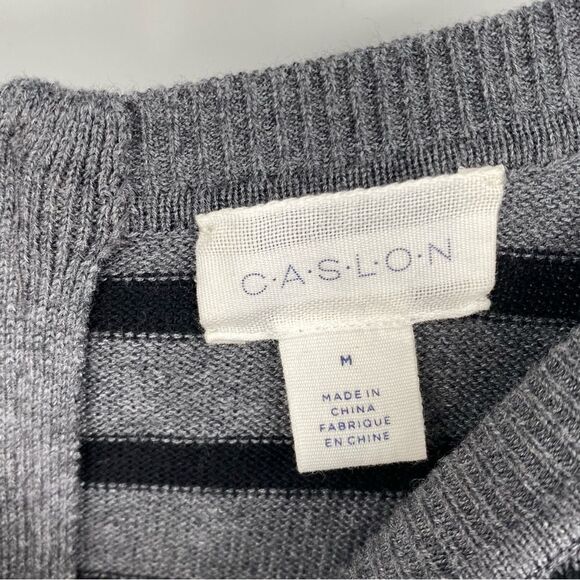 C·A·S·L·O·N
M
MADE IN
CHINA
FABRIQUE
EN CHINE